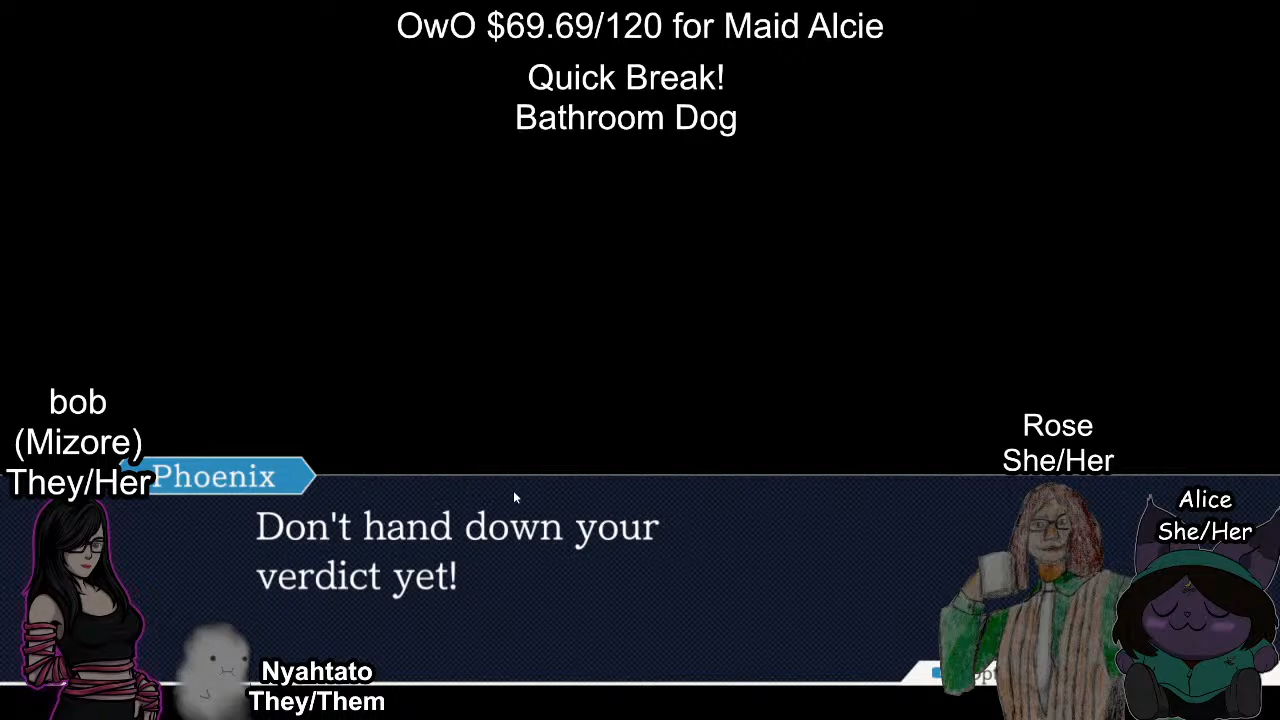 OwO $69.69/120 for Maid Alcie
Quick Break!
Bathroom Dog
bob
(Mizore)
They/Her
Phoenix
Don't hand down your
verdict yet!
Rose
She/Her
Alice
She/Her
Nyahtato
They/Them